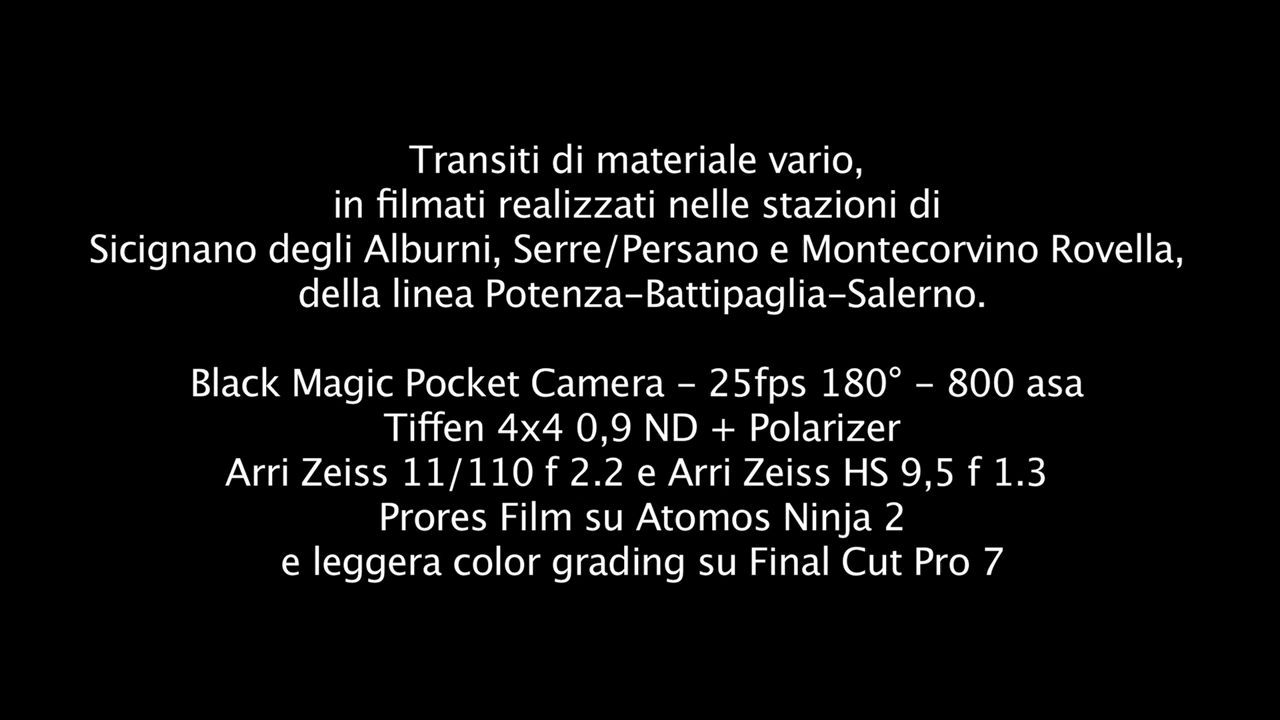 Transiti di materiale vario,
in filmati realizzati nelle stazioni di
Sicignano degli Alburni, Serre/Persano e Montecorvino Rovella,
della linea Potenza-Battipaglia-Salerno.
Black Magic Pocket Camera - 25fps 180° - 800 asa
Tiffen 4x4 0,9 ND + Polarizer
Arri Zeiss 11/110 f 2.2 e Arri Zeiss HS 9,5 f 1.3
Prores Film su Atomos Ninja 2
e leggera color grading su Final Cut Pro 7